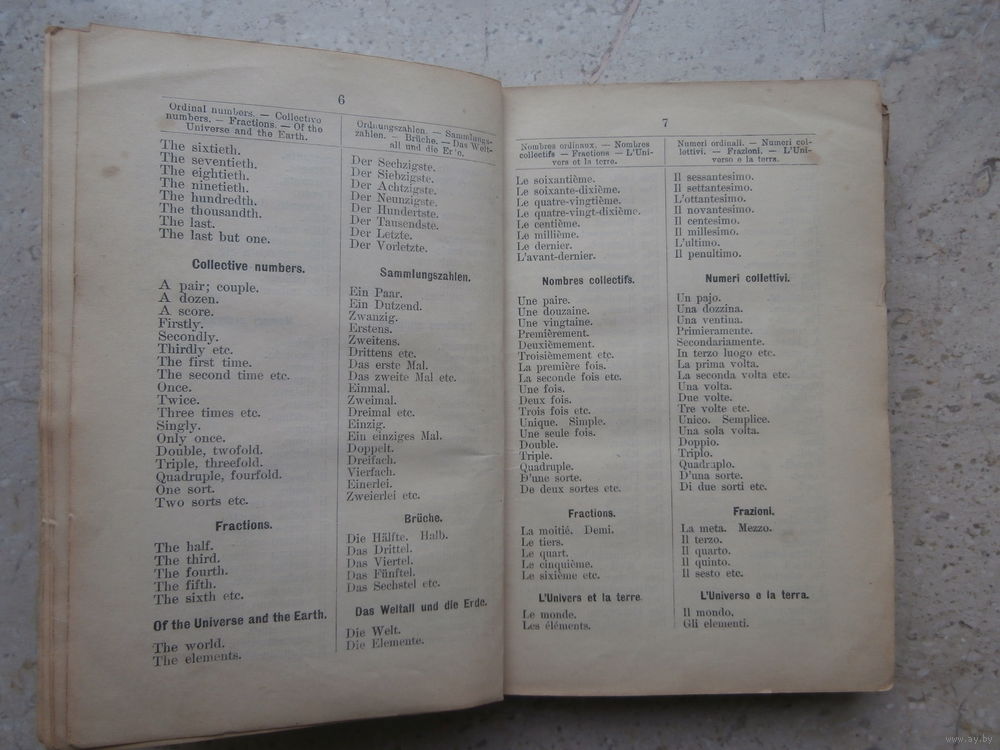 6
Ordinal numbers. — Collective
numbers. — Fractions. — Of the
Universe and the Earth.
The sixtieth.
The seventieth.
The eightieth.
The ninetieth.
The hundredth.
The thousandth.
The last.
The last but one.
Collective numbers.
A pair; couple.
A dozen.
A score.
Firstly.
Secondly.
Thirdly etc.
The first time.
The second time etc.
Once.
Twice.
Three times etc.
Singly.
Only once.
Double, twofold.
Triple, threefold.
Quadruple, fourfold.
One sort.
Two sorts etc.
Fractions.
The half.
The third.
The fourth.
The fifth.
The sixth etc.
Of the Universe and the Earth.
The world.
The elements.
Ordnungszahlen. — Sammlungs-
zahlen. — Brüche. — Das Welt-
all und die Er'e.
Der Sechzigste.
Der Siebzigste.
Der Achtzigste.
Der Neunzigste.
Der Hundertste.
Der Tausendste.
Der Letzte.
Der Vorletzte.
Sammlungszahlen.
Ein Paar.
Ein Dutzend.
Zwanzig.
Erstens.
Zweitens.
Drittens etc.
Das erste Mal.
Das zweite Mal etc.
Einmal.
Zweimal.
Dreimal etc.
Einzig.
Ein einziges Mal.
Doppelt.
Dreifach.
Vierfach.
Einerlei.
Zweierlei etc.
Brüche.
Die Hälfte. Halb.
Das Drittel.
Das Viertel.
Das Fünftel.
Das Sechstel etc.
Das Weltall und die Erde.
Die Welt.
Die Elemente.
7
Nombres ordinaux. — Nombres
collectifs — Fractions — L'Uni-
vers et la terre.
Le soixantième.
Le soixante-dixième.
Le quatre-vingtième.
Le quatre-vingt-dixième.
Le centième.
Le millième.
Le dernier.
L'avant-dernier.
Nombres collectifs.
Une paire.
Une douzaine.
Une vingtaine.
Premièrement.
Deuxièmement.
Troisièmement etc.
La première fois.
La seconde fois etc.
Une fois.
Deux fois.
Trois fois etc.
Unique. Simple.
Une seule fois.
Double.
Triple.
Quadruple.
D'une sorte.
De deux sortes etc.
Fractions.
La moitié. Demi.
Le tiers.
Le quart.
Le cinquième.
Le sixième etc.
L'Univers et la terre.
Le monde.
Les éléments.
Numeri ordinali. — Numeri col-
lottivi. — Frazioni. — L'Uni-
verso e la terra.
Il sessantesimo.
Il settantesimo.
L'ottantesimo.
Il novantesimo.
Il centesimo.
Il millesimo.
L'ultimo.
Il penultimo.
Numeri collettivi.
Un pajo.
Una dozzina.
Una ventina.
Primieramente.
Secondariamente.
In terzo luogo etc.
La prima volta.
La seconda volta etc.
Una volta.
Due volte.
Tre volte etc.
Unico. Semplice.
Una sola volta.
Doppio.
Triplo.
Quadruplo.
D'una sorte.
Di due sorti etc.
Frazioni.
La meta. Mezzo.
Il terzo.
Il quarto.
Il quinto.
Il sesto etc.
L'Universo e la terra.
Il mondo.
Gli elementi.
www.ay.by